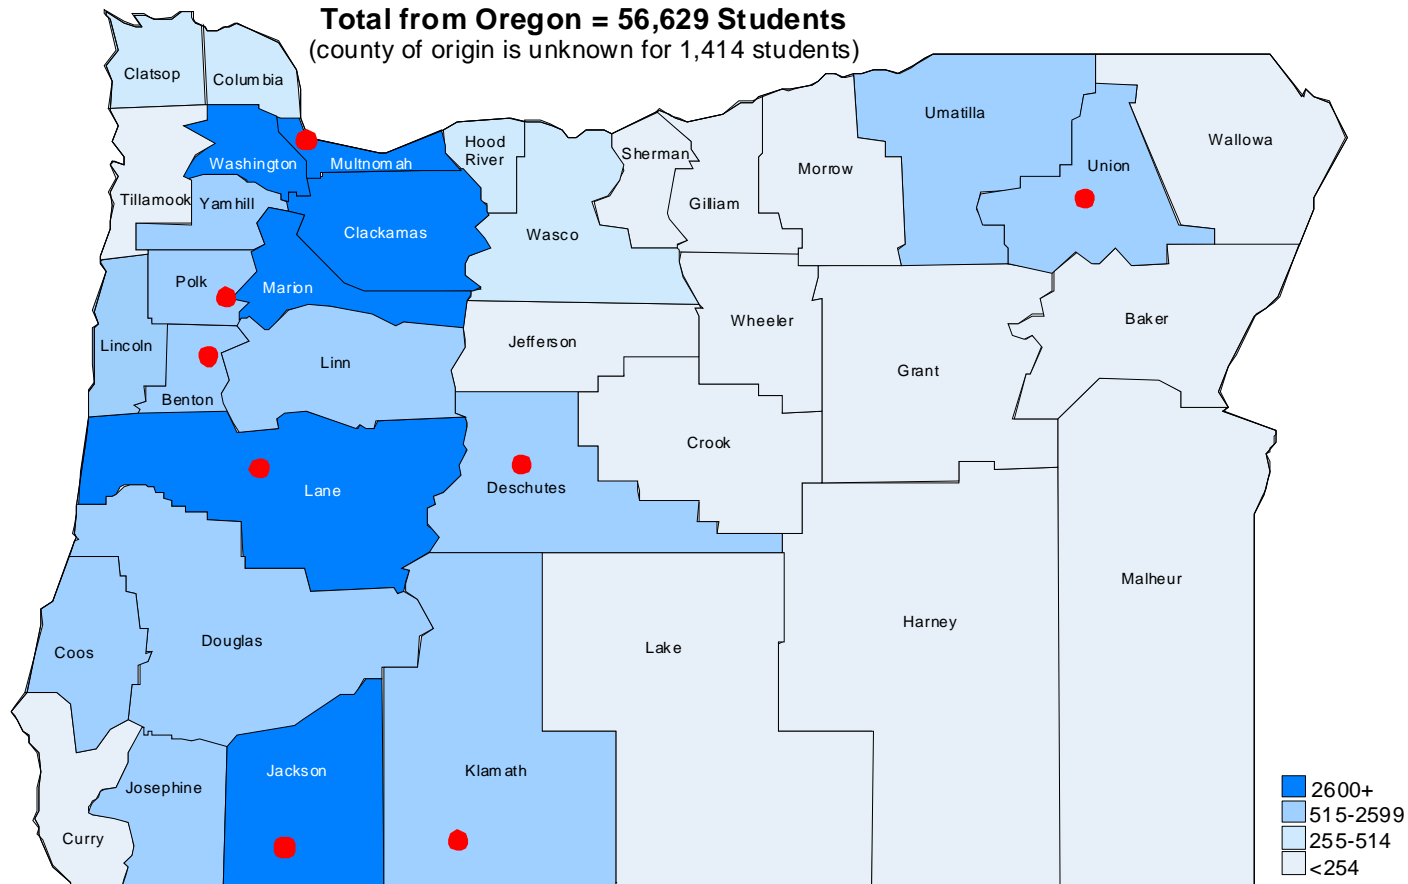 Total from Oregon = 56,629 Students
(county of origin is unknown for 1,414 students)
Clatsop
Columbia
Umatilla
Wallowa
Hood
River
Washington
Multnomah
Sherman
Morrow
Union
Tillamook
Yamhill
Gilliam
Clackamas
Wasco
Polk
Marion
Wheeler
Baker
Lincoln
Jefferson
Linn
Grant
Benton
Crook
Lane
Deschutes
Malheur
Harney
Douglas
Lake
Coos
Jackson
Klamath
Josephine
Curry
2600+
515-2599
255-514
<254